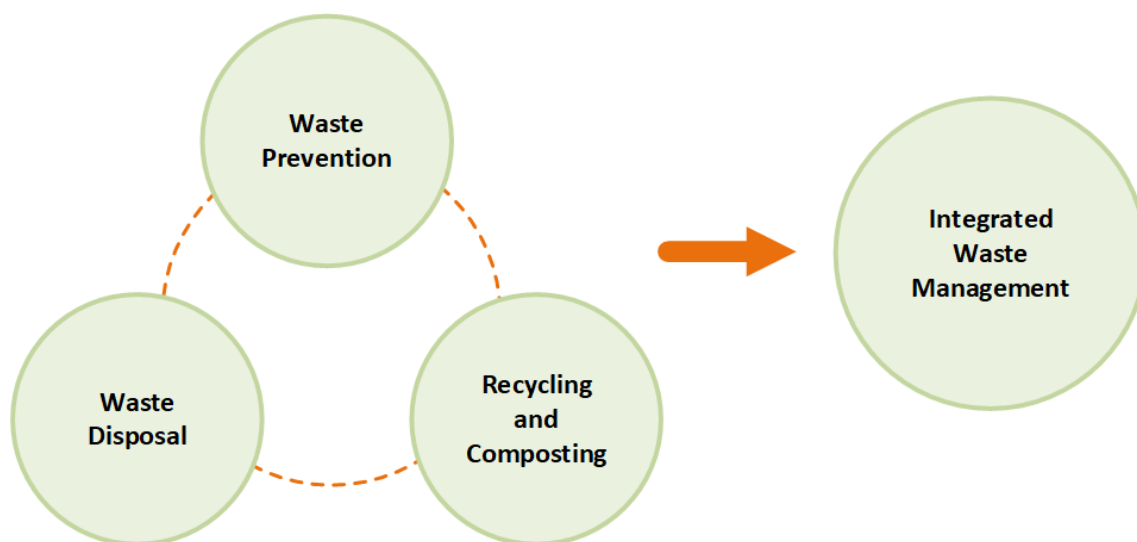 Waste
Prevention
Waste
Disposal
Recycling
and
Composting
Integrated
Waste
Management